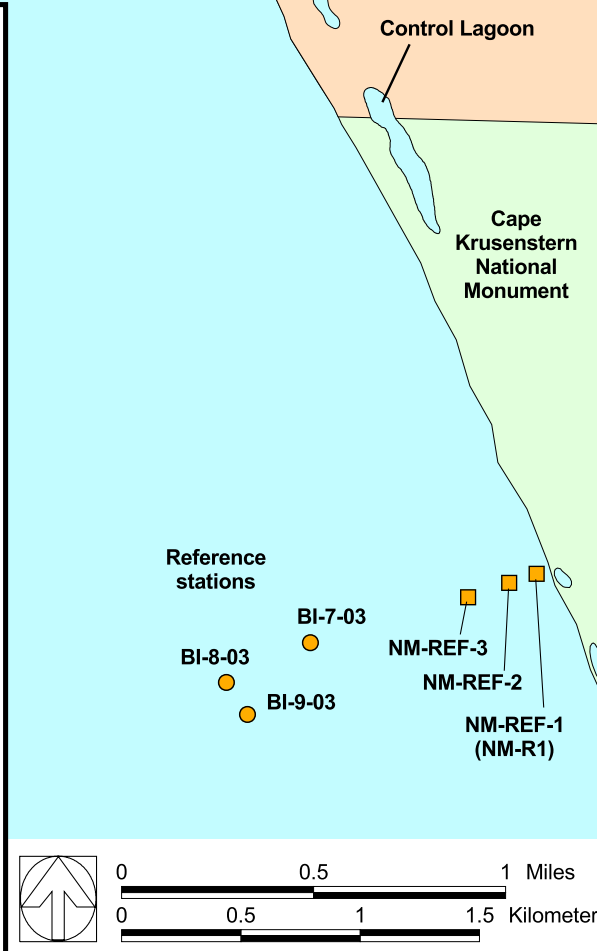 Control Lagoon
Cape
Krusenstern
National
Monument
Reference
stations
BI-7-03
NM-REF-3
BI-8-03
NM-REF-2
BI-9-03
NM-REF-1
(NM-R1)
0 0.5 1 Miles
0 0.5 1 1.5 Kilometer